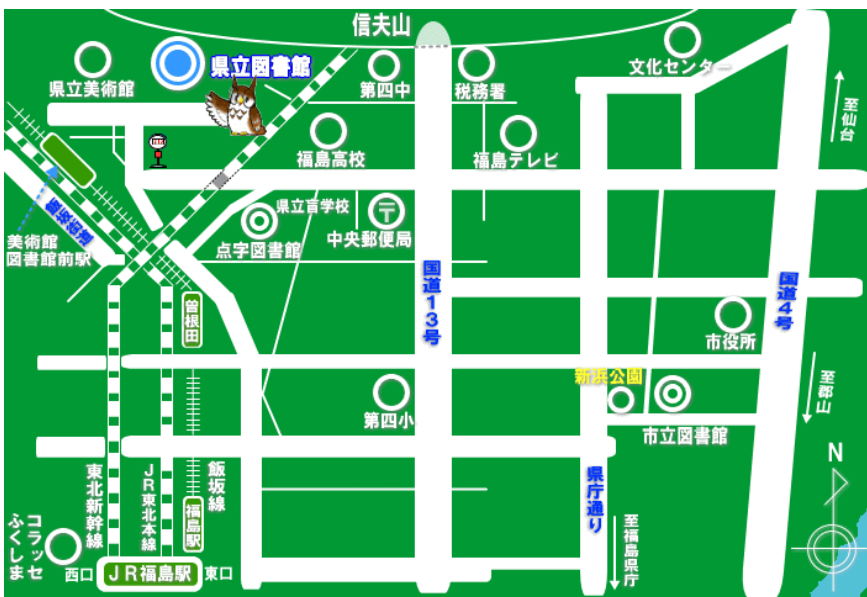 信夫山
県立美術館
県立図書館
第四中
税務署
文化センター
至仙台
福島高校
福島テレビ
県立盲学校
点字図書館
中央郵便局
飯坂街道
美術館
図書館前駅
国道13号
国道4号
曽根田
市役所
新浜公園
至郡山
第四小
市立図書館
東北新幹線
JR東北本線
飯坂線
福島駅
県庁通り
至福島県庁
N
コラッセ
ふくしま
西口
JR福島駅
東口